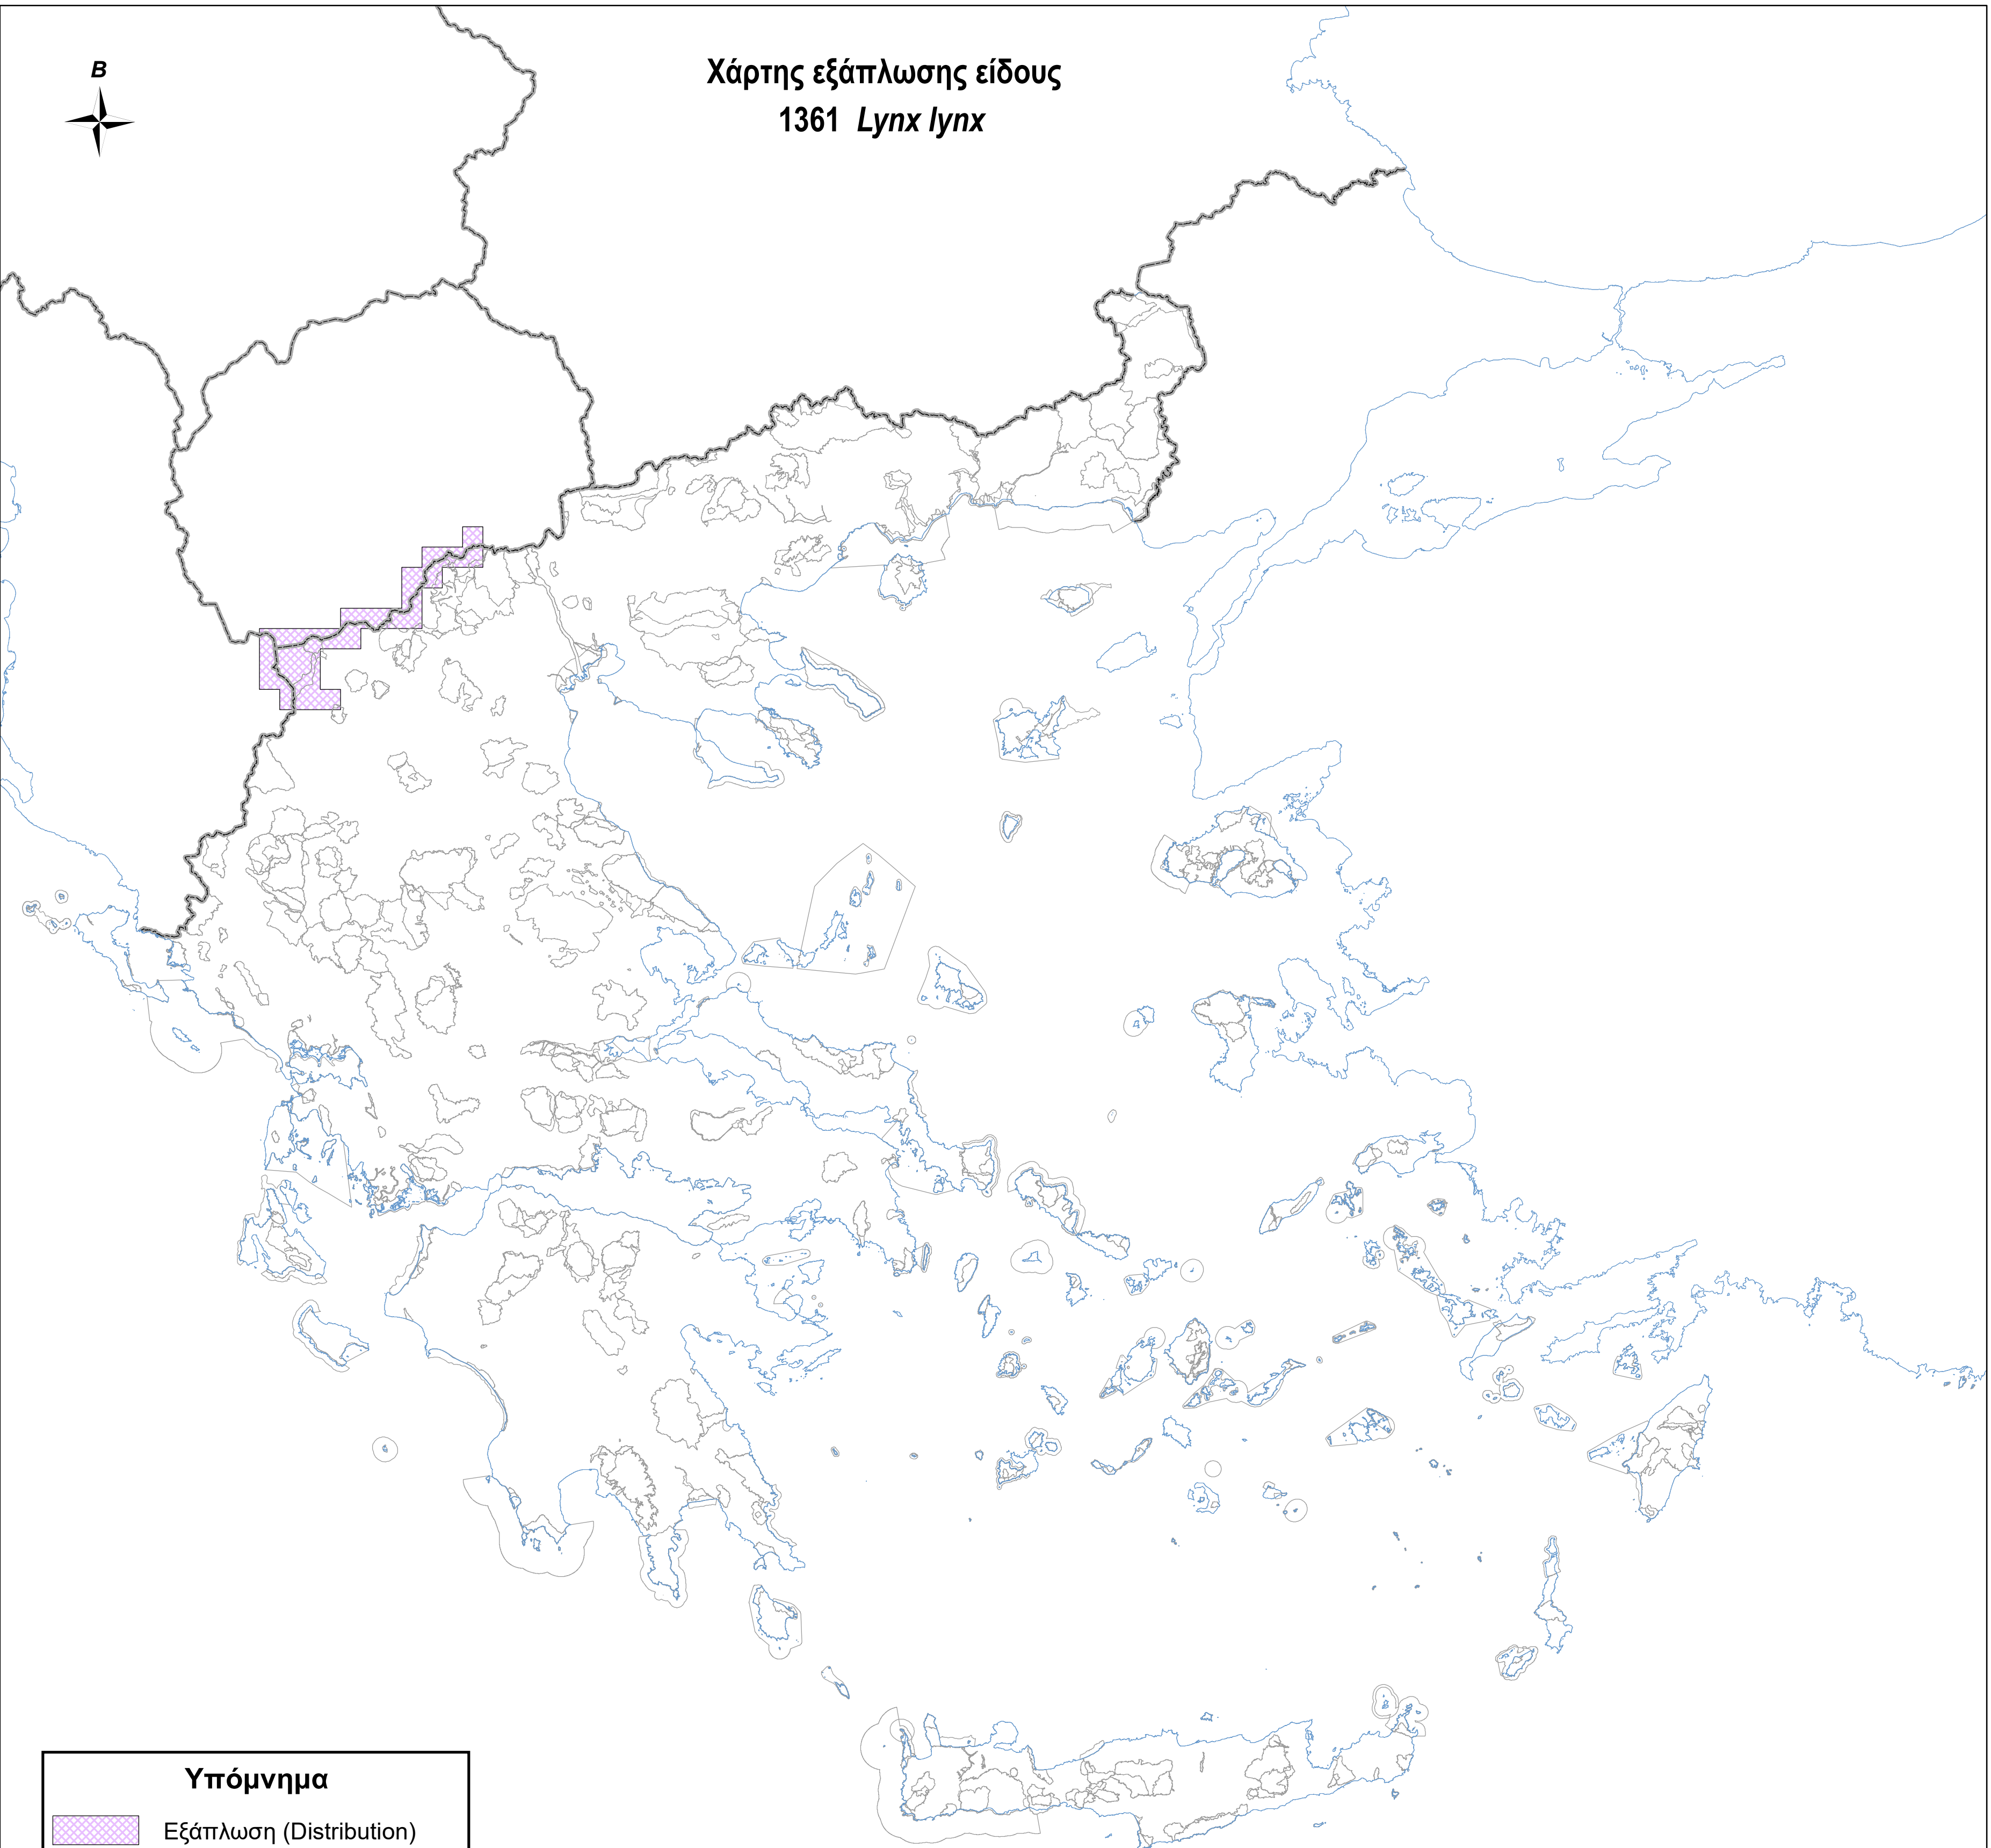 Β
Χάρτης εξάπλωσης είδους
1361 Lynx lynx
Υπόμνημα
Εξάπλωση (Distribution)